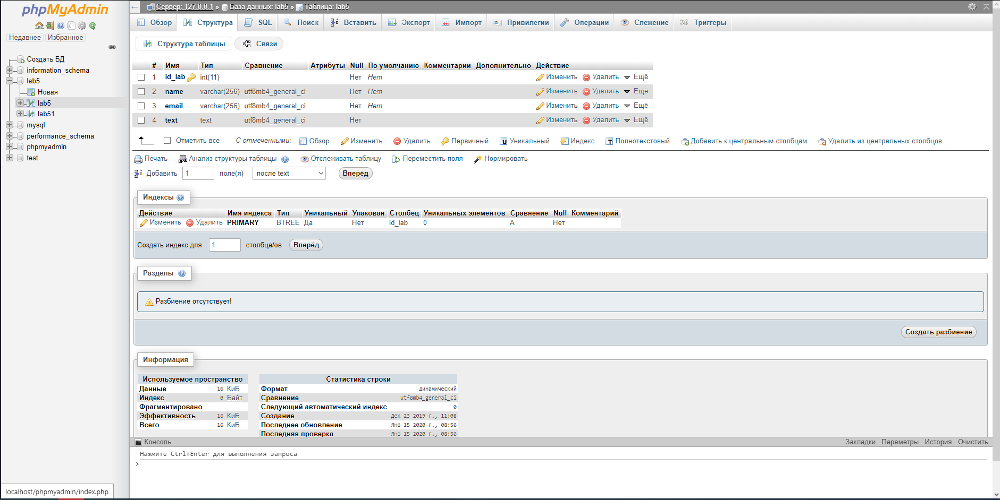 phpMyAdmin
Недавнее Избранное
Создать БД
information_schema
lab5
Новая
lab5
lab51
mysql
performance_schema
phpmyadmin
test
localhost/phpmyadmin/index.php
Сервер: 127.0.0.1 » База данных: lab5 » Таблица: lab5
Обзор Структура SQL Поиск Вставить Экспорт Импорт Привилегии Операции Слежение Триггеры
Структура таблицы Связи
# Имя Тип Сравнение Атрибуты Null По умолчанию Комментарии Дополнительно Действие
1 id_lab int(11) Нет Нет Изменить Удалить Ещё
2 name varchar(256) utf8mb4_general_ci Нет Нет Изменить Удалить Ещё
3 email varchar(256) utf8mb4_general_ci Нет Нет Изменить Удалить Ещё
4 text text utf8mb4_general_ci Нет Изменить Удалить Ещё
Отметить все С отмеченными: Обзор Изменить Удалить Первичный Уникальный Индекс Полнотекстовый Добавить к центральным столбцам Удалить из центральных столбцов
Печать Анализ структуры таблицы Отслеживать таблицу Переместить поля Нормировать
Добавить 1 поле(я) после text Вперёд
Индексы
Действие Имя индекса Тип Уникальный Упакован Столбец Уникальных элементов Сравнение Null Комментарий
Изменить Удалить PRIMARY BTREE Да Нет id_lab 0 A Нет
Создать индекс для 1 столбца/ов Вперёд
Разделы
Разбиение отсутствует!
Создать разбиение
Информация
Используемое пространство
Данные 16 КиБ
Индекс 0 Байт
Фрагментировано
Эффективность 16 КиБ
Всего 16 КиБ
Статистика строки
Формат динамический
Сравнение utf8mb4_general_ci
Следующий автоматический индекс 0
Создание Дек 23 2019 г., 11:08
Последнее обновление Янв 15 2020 г., 08:56
Последняя проверка Янв 15 2020 г., 08:56
Консоль Закладки Параметры История Очистить
Нажмите Ctrl+Enter для выполнения запроса
>